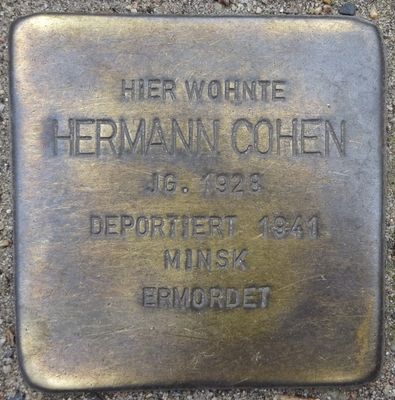 HIER WOHNTE
HERMANN COHEN
JG. 1928
DEPORTIERT 1941
MINSK
ERMORDET